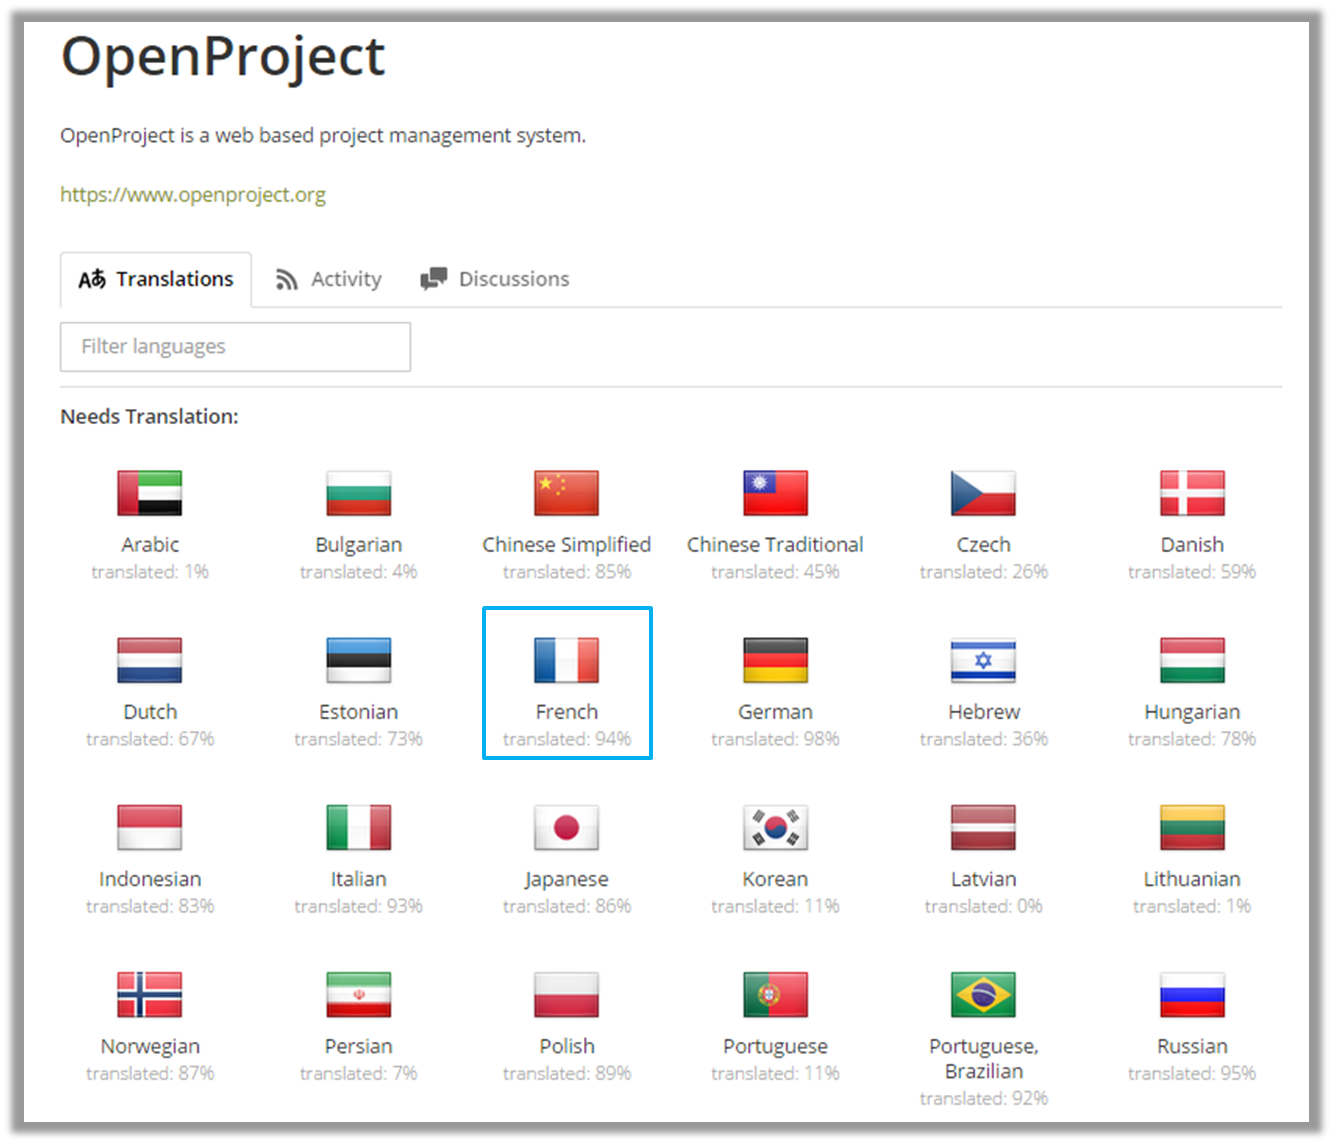 OpenProject
OpenProject is a web based project management system.
https://www.openproject.org
Aあ Translations Activity Discussions
Filter languages
Needs Translation:
Arabic Bulgarian Chinese Simplified Chinese Traditional Czech Danish
translated: 1% translated: 4% translated: 85% translated: 45% translated: 26% translated: 59%
Dutch Estonian French German Hebrew Hungarian
translated: 67% translated: 73% translated: 94% translated: 98% translated: 36% translated: 78%
Indonesian Italian Japanese Korean Latvian Lithuanian
translated: 83% translated: 93% translated: 86% translated: 11% translated: 0% translated: 1%
Norwegian Persian Polish Portuguese Portuguese, Russian
Brazilian
translated: 87% translated: 7% translated: 89% translated: 11% translated: 92% translated: 95%